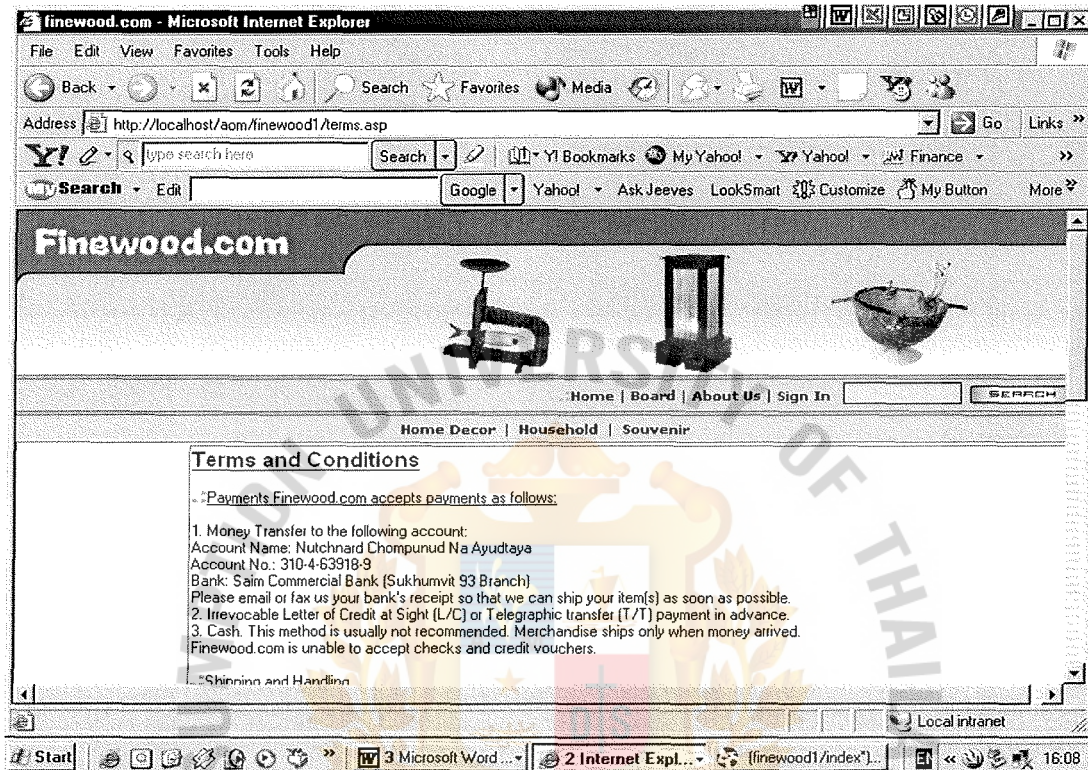 finewood.com - Microsoft Internet Explorer
File Edit View Favorites Tools Help
Back Search Favorites Media
Address http://localhost/aom/finewood1/terms.asp Go Links »
Y! type search here Search Y! Bookmarks My Yahoo! Yahoo! Finance »
Search Edit Google Yahoo! Ask Jeeves LookSmart Customize My Button More »
Finewood.com
Home | Board | About Us | Sign In SEARCH
Home Decor | Household | Souvenir
Terms and Conditions
Payments Finewood.com accepts payments as follows:
1. Money Transfer to the following account:
Account Name: Nutchnard Chompunud Na Ayudtaya
Account No.: 310-4-63918-9
Bank: Saim Commercial Bank (Sukhumvit 93 Branch)
Please email or fax us your bank's receipt so that we can ship your item(s) as soon as possible.
2. Irrevocable Letter of Credit at Sight (L/C) or Telegraphic transfer (T/T) payment in advance.
3. Cash. This method is usually not recommended. Merchandise ships only when money arrived.
Finewood.com is unable to accept checks and credit vouchers.
Shipping and Handling
Local intranet
Start » 3 Microsoft Word ... 2 Internet Expl... (finewood1/index")... EN « 16:08
UNION UNIVERSITY OF THAI